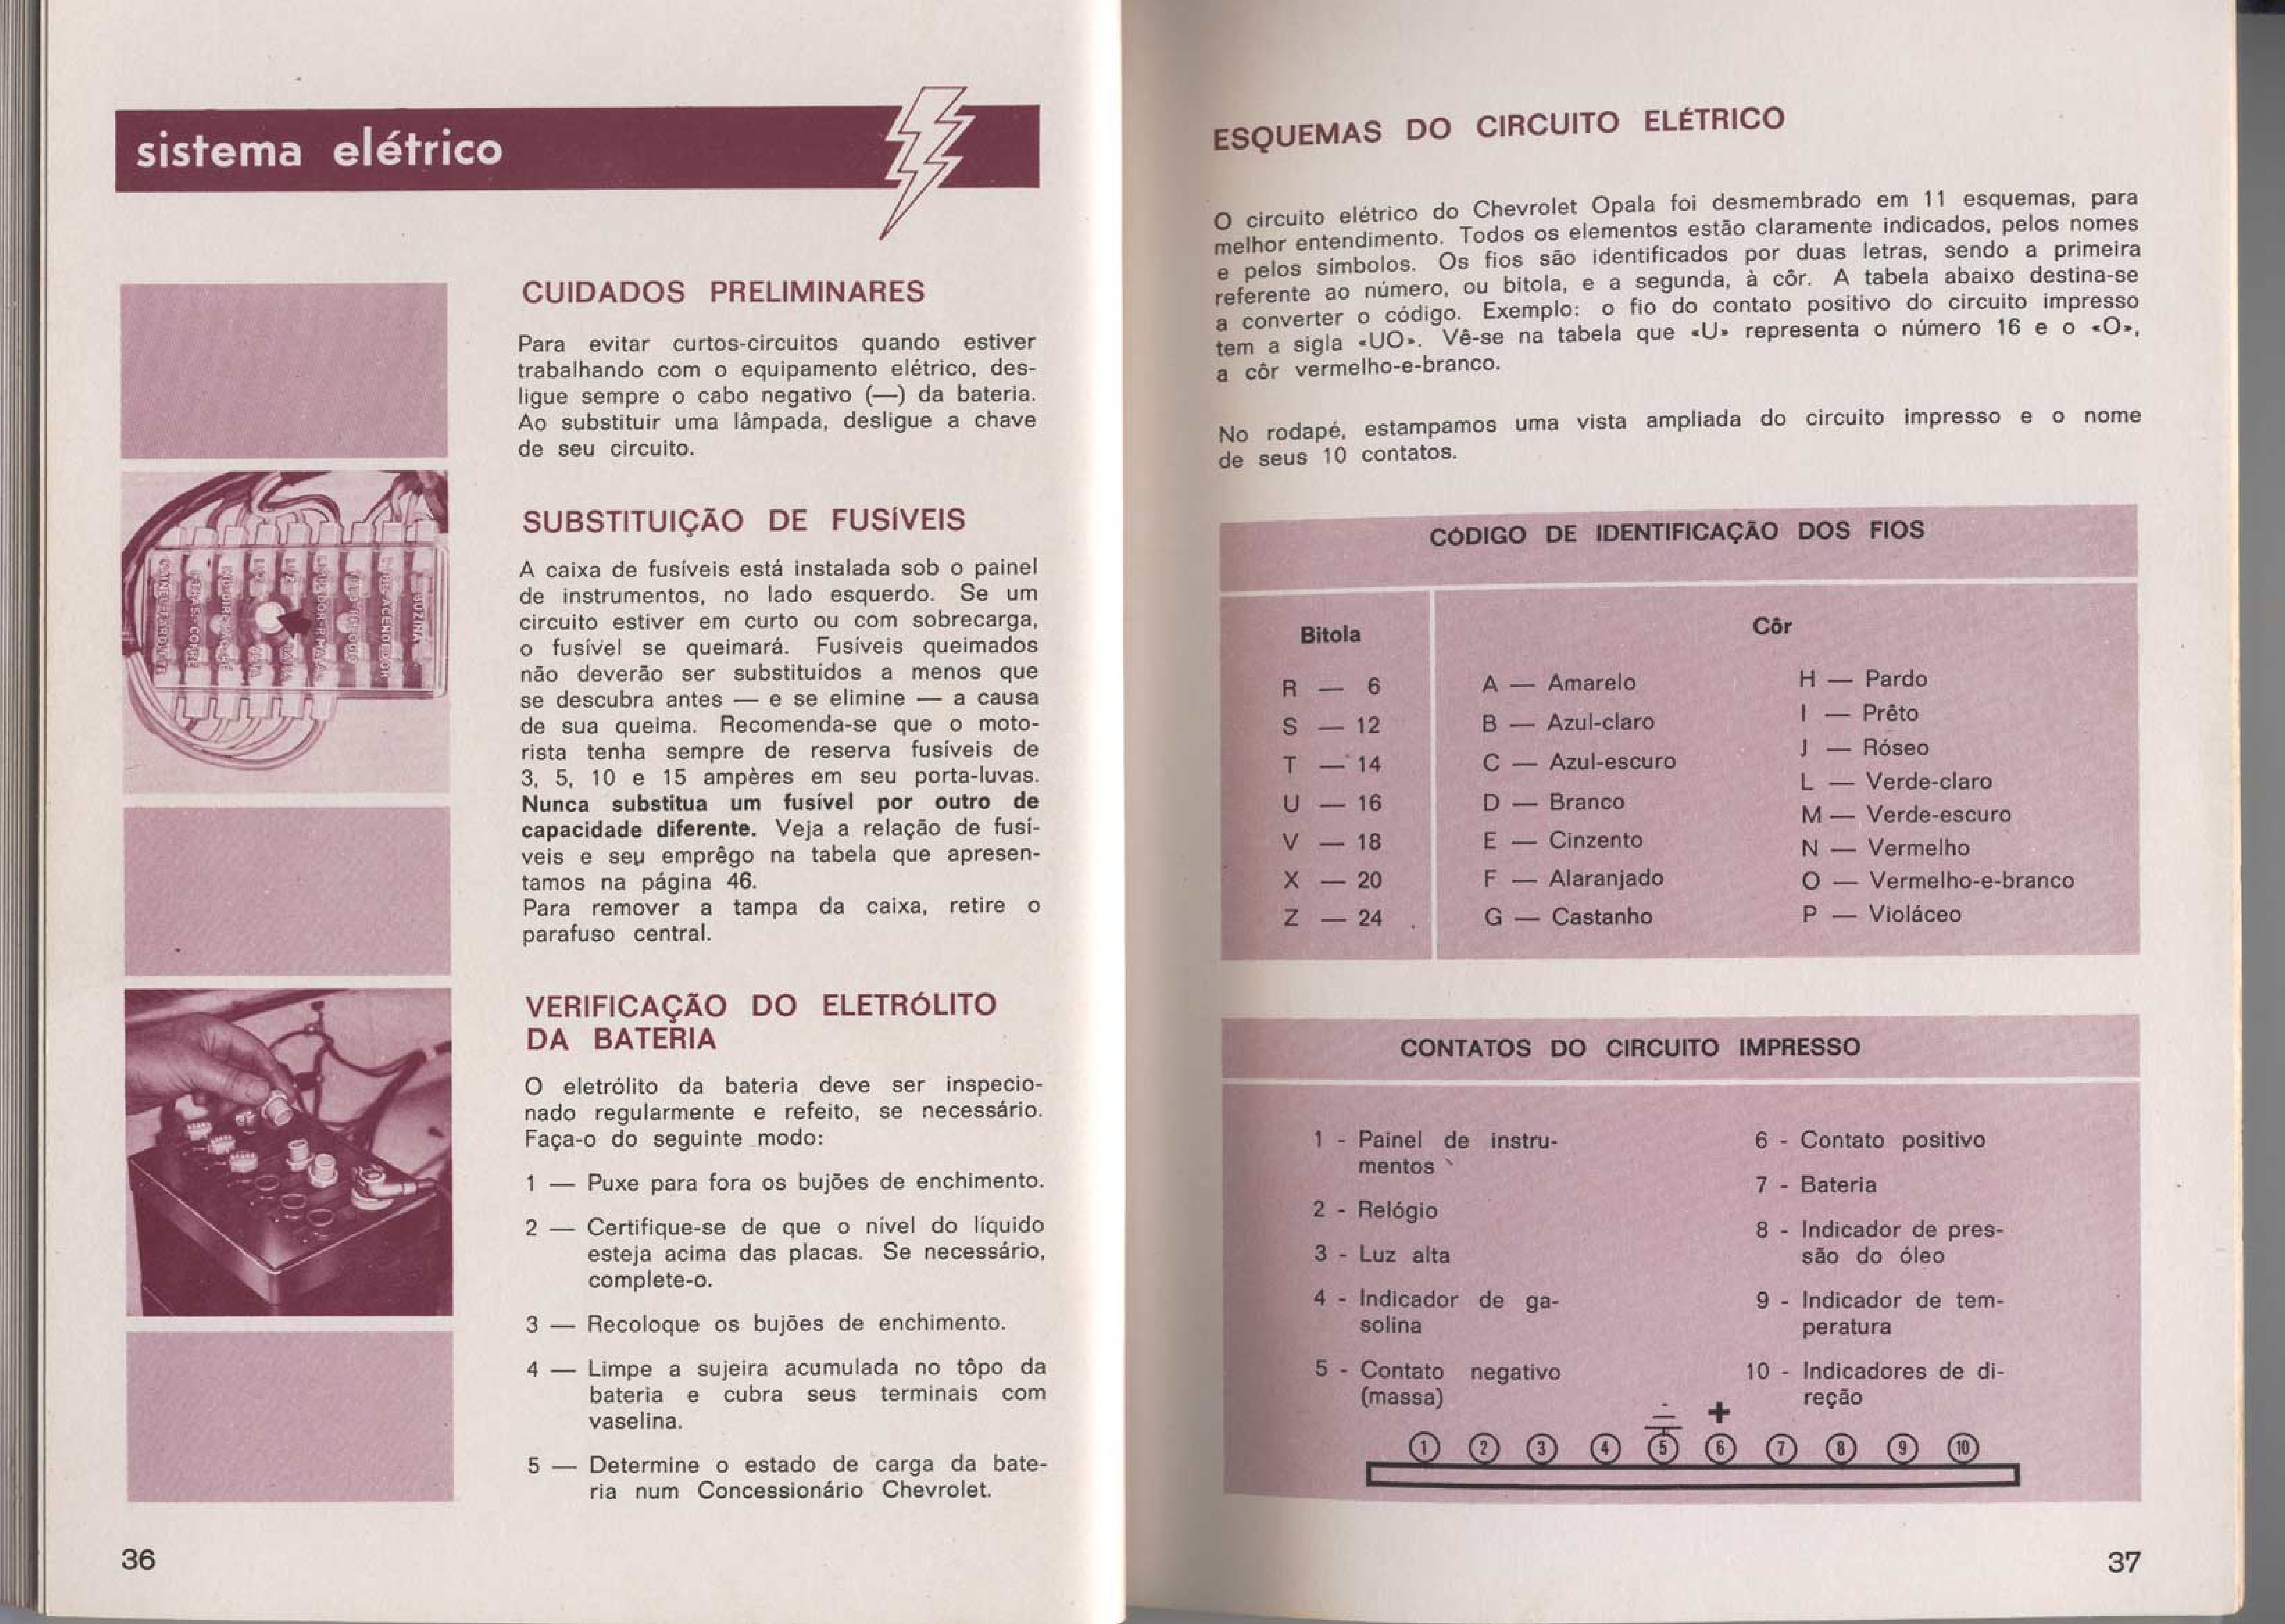 sistema elétrico
CUIDADOS PRELIMINARES
Para evitar curtos-circuitos quando estiver
trabalhando com o equipamento elétrico, des-
ligue sempre o cabo negativo (—) da bateria.
Ao substituir uma lâmpada, desligue a chave
de seu circuito.
SUBSTITUIÇÃO DE FUSÍVEIS
A caixa de fusíveis está instalada sob o painel
de instrumentos, no lado esquerdo. Se um
circuito estiver em curto ou com sobrecarga,
o fusível se queimará. Fusíveis queimados
não deverão ser substituídos a menos que
se descubra antes — e se elimine — a causa
de sua queima. Recomenda-se que o moto-
rista tenha sempre de reserva fusíveis de
3, 5, 10 e 15 ampères em seu porta-luvas.
Nunca substitua um fusível por outro de
capacidade diferente. Veja a relação de fusí-
veis e seu emprêgo na tabela que apresen-
tamos na página 46.
Para remover a tampa da caixa, retire o
parafuso central.
BUZINA
VERIFICAÇÃO DO ELETRÓLITO
DA BATERIA
O eletrólito da bateria deve ser inspecio-
nado regularmente e refeito, se necessário.
Faça-o do seguinte modo:
1 — Puxe para fora os bujões de enchimento.
2 — Certifique-se de que o nível do líquido
esteja acima das placas. Se necessário,
complete-o.
3 — Recoloque os bujões de enchimento.
4 — Limpe a sujeira acumulada no tôpo da
bateria e cubra seus terminais com
vaselina.
5 — Determine o estado de carga da bate-
ria num Concessionário Chevrolet.
36
ESQUEMAS DO CIRCUITO ELÉTRICO
O circuito elétrico do Chevrolet Opala foi desmembrado em 11 esquemas, para
melhor entendimento. Todos os elementos estão claramente indicados, pelos nomes
e pelos símbolos. Os fios são identificados por duas letras, sendo a primeira
referente ao número, ou bitola, e a segunda, à côr. A tabela abaixo destina-se
a converter o código. Exemplo: o fio do contato positivo do circuito impresso
tem a sigla «UO». Vê-se na tabela que «U» representa o número 16 e o «O»,
a côr vermelho-e-branco.
No rodapé, estampamos uma vista ampliada do circuito impresso e o nome
de seus 10 contatos.
CÓDIGO DE IDENTIFICAÇÃO DOS FIOS
Bitola
R — 6
S — 12
T — 14
U — 16
V — 18
X — 20
Z — 24
Côr
A — Amarelo
B — Azul-claro
C — Azul-escuro
D — Branco
E — Cinzento
F — Alaranjado
G — Castanho
H — Pardo
I — Prêto
J — Róseo
L — Verde-claro
M — Verde-escuro
N — Vermelho
O — Vermelho-e-branco
P — Violáceo
CONTATOS DO CIRCUITO IMPRESSO
1 - Painel de instru-
mentos
2 - Relógio
3 - Luz alta
4 - Indicador de ga-
solina
5 - Contato negativo
(massa)
6 - Contato positivo
7 - Bateria
8 - Indicador de pres-
são do óleo
9 - Indicador de tem-
peratura
10 - Indicadores de di-
reção
— +
1 2 3 4 5 6 7 8 9 10
37